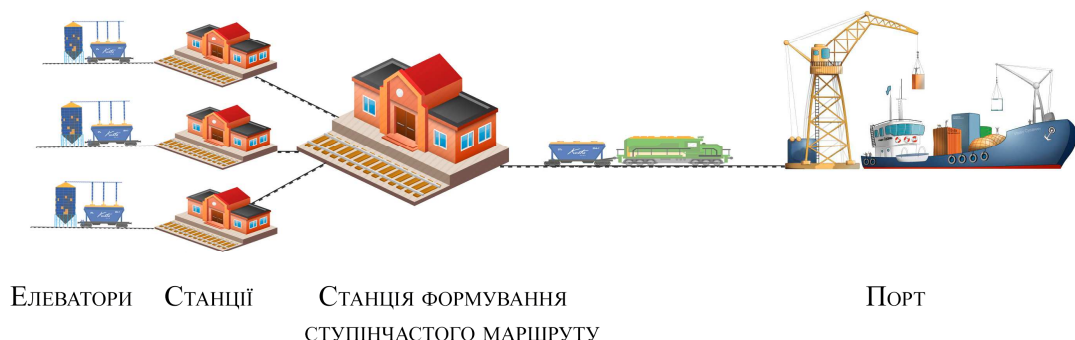 Елеватори Станції Станція формування Порт
ступінчастого маршруту